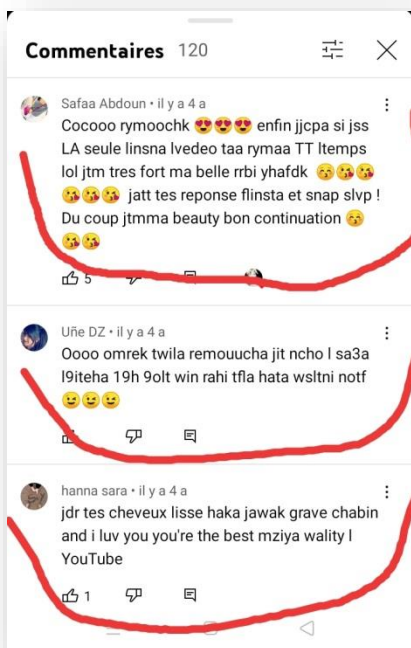 Commentaires 120
Safaa Abdoun • il y a 4 a
Cocooo rymoochk 😍😍😍 enfin jjcpa si jss
LA seule linsna lvedeo taa rymaa TT ltemps
lol jtm tres fort ma belle rrbi yhafdk 😚😘😘
😘😘😘 jatt tes reponse flinsta et snap slvp !
Du coup jtmma beauty bon continuation 😚
😘😘
5
Uñe DZ • il y a 4 a
Oooo omrek twila remouucha jit ncho l sa3a
l9iteha 19h 9olt win rahi tfla hata wsltni notf
😉😉😉
hanna sara • il y a 4 a
jdr tes cheveux lisse haka jawak grave chabin
and i luv you you're the best mziya wality l
YouTube
1